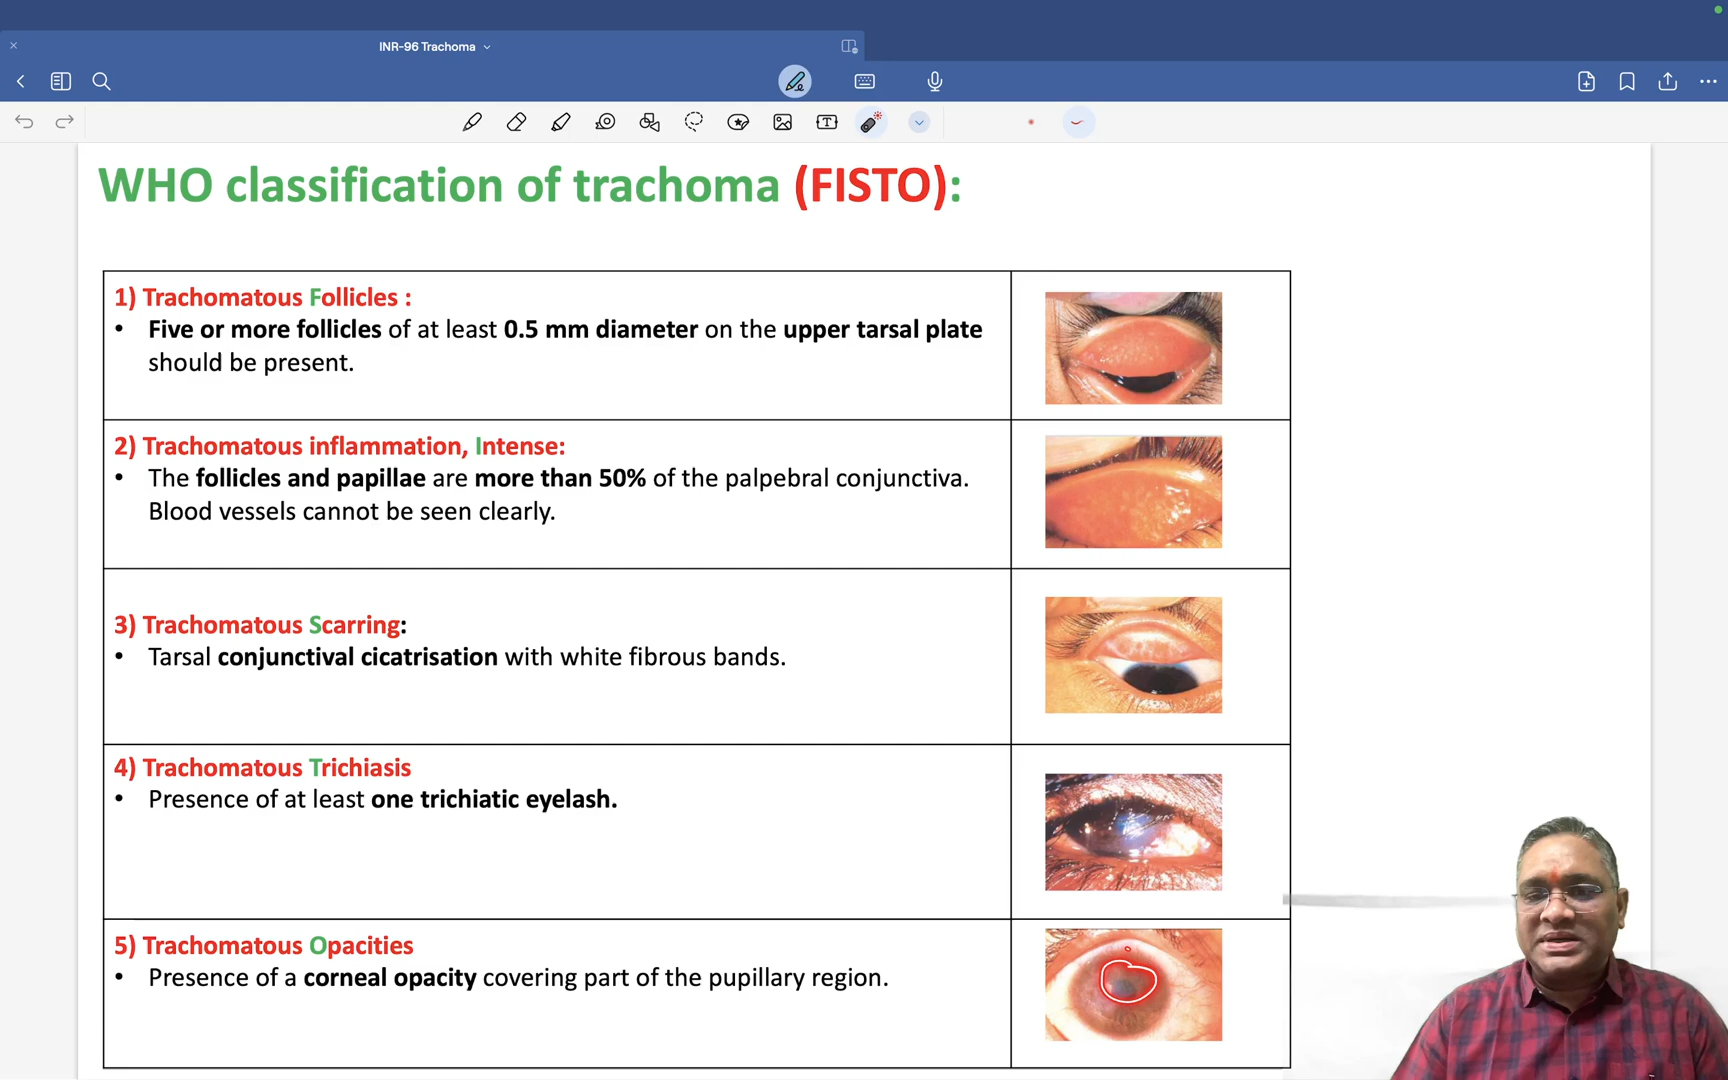 INR-96 Trachoma
WHO classification of trachoma (FISTO):
1) Trachomatous Follicles :
• Five or more follicles of at least 0.5 mm diameter on the upper tarsal plate
should be present.
2) Trachomatous inflammation, Intense:
• The follicles and papillae are more than 50% of the palpebral conjunctiva.
Blood vessels cannot be seen clearly.
3) Trachomatous Scarring:
• Tarsal conjunctival cicatrisation with white fibrous bands.
4) Trachomatous Trichiasis
• Presence of at least one trichiatic eyelash.
5) Trachomatous Opacities
• Presence of a corneal opacity covering part of the pupillary region.